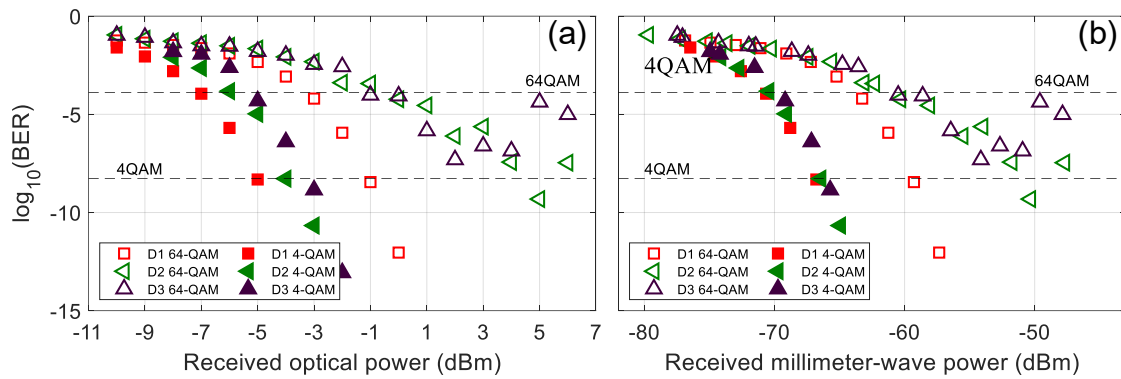 (a)
log10(BER)
0
-5
-10
-15
64QAM
4QAM
D1 64-QAM D1 4-QAM
D2 64-QAM D2 4-QAM
D3 64-QAM D3 4-QAM
-11 -9 -7 -5 -3 -1 1 3 5 7
Received optical power (dBm)
(b)
4QAM
64QAM
4QAM
D1 64-QAM D1 4-QAM
D2 64-QAM D2 4-QAM
D3 64-QAM D3 4-QAM
-80 -70 -60 -50
Received millimeter-wave power (dBm)